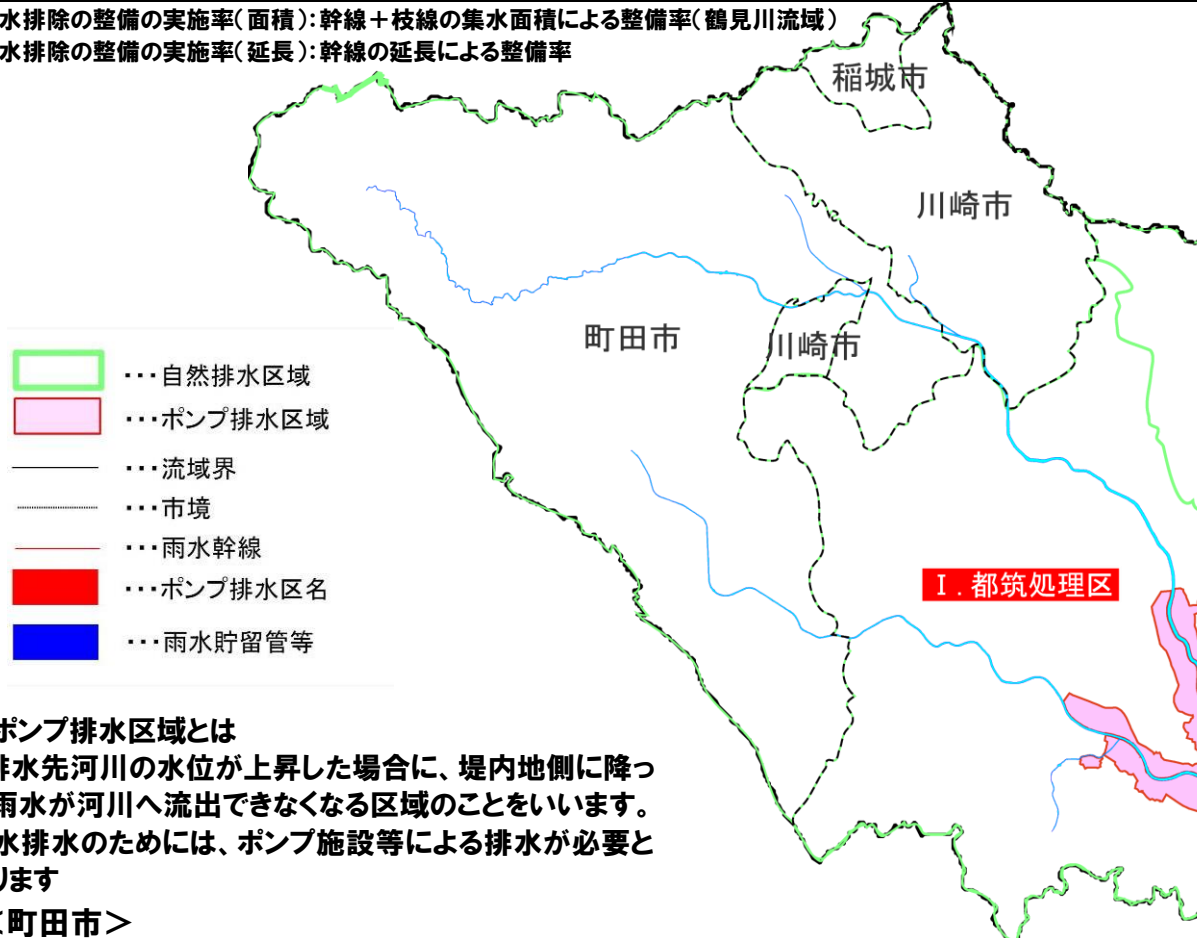 水排除の整備の実施率(面積):幹線+枝線の集水面積による整備率(鶴見川流域)
水排除の整備の実施率(延長):幹線の延長による整備率
稲城市
川崎市
町田市
川崎市
・・・自然排水区域
・・・ポンプ排水区域
・・・流域界
・・・市境
・・・雨水幹線
・・・ポンプ排水区名
・・・雨水貯留管等
Ⅰ.都筑処理区
ポンプ排水区域とは
排水先河川の水位が上昇した場合に、堤内地側に降っ
雨水が河川へ流出できなくなる区域のことをいいます。
水排水のためには、ポンプ施設等による排水が必要と
ります
町田市>